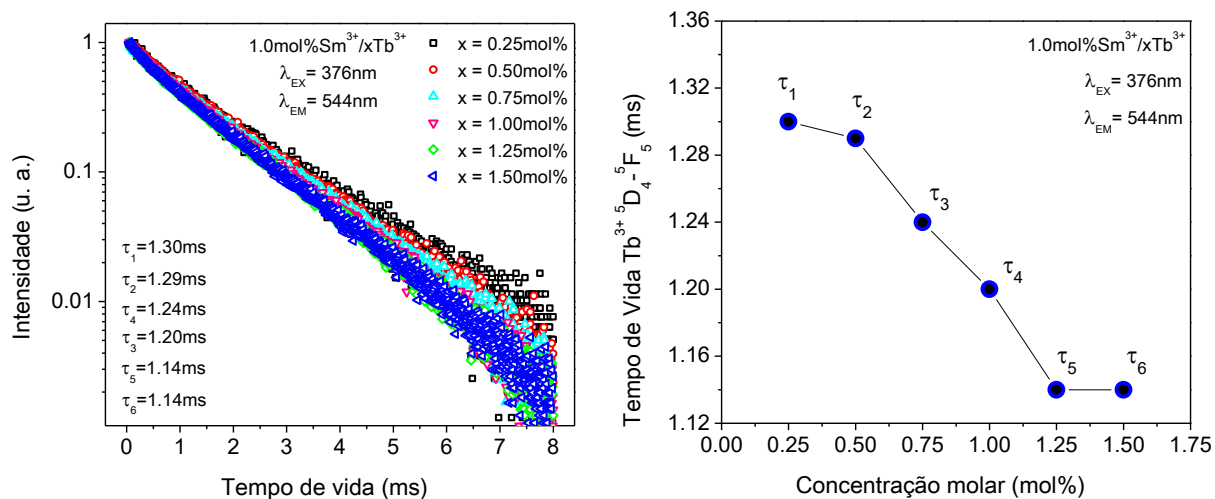 1
0.1
0.01
Intensidade (u. a.)
0 1 2 3 4 5 6 7 8
Tempo de vida (ms)
1.0mol%Sm³⁺/xTb³⁺
λ_EX= 376nm
λ_EM= 544nm
x = 0.25mol%
x = 0.50mol%
x = 0.75mol%
x = 1.00mol%
x = 1.25mol%
x = 1.50mol%
τ₁=1.30ms
τ₂=1.29ms
τ₄=1.24ms
τ₃=1.20ms
τ₅=1.14ms
τ₆=1.14ms
1.36
1.32
1.28
1.24
1.20
1.16
1.12
Tempo de Vida Tb³⁺ ⁵D₄-⁵F₅ (ms)
0.00 0.25 0.50 0.75 1.00 1.25 1.50 1.75
Concentração molar (mol%)
1.0mol%Sm³⁺/xTb³⁺
λ_EX= 376nm
λ_EM= 544nm
τ₁
τ₂
τ₃
τ₄
τ₅
τ₆